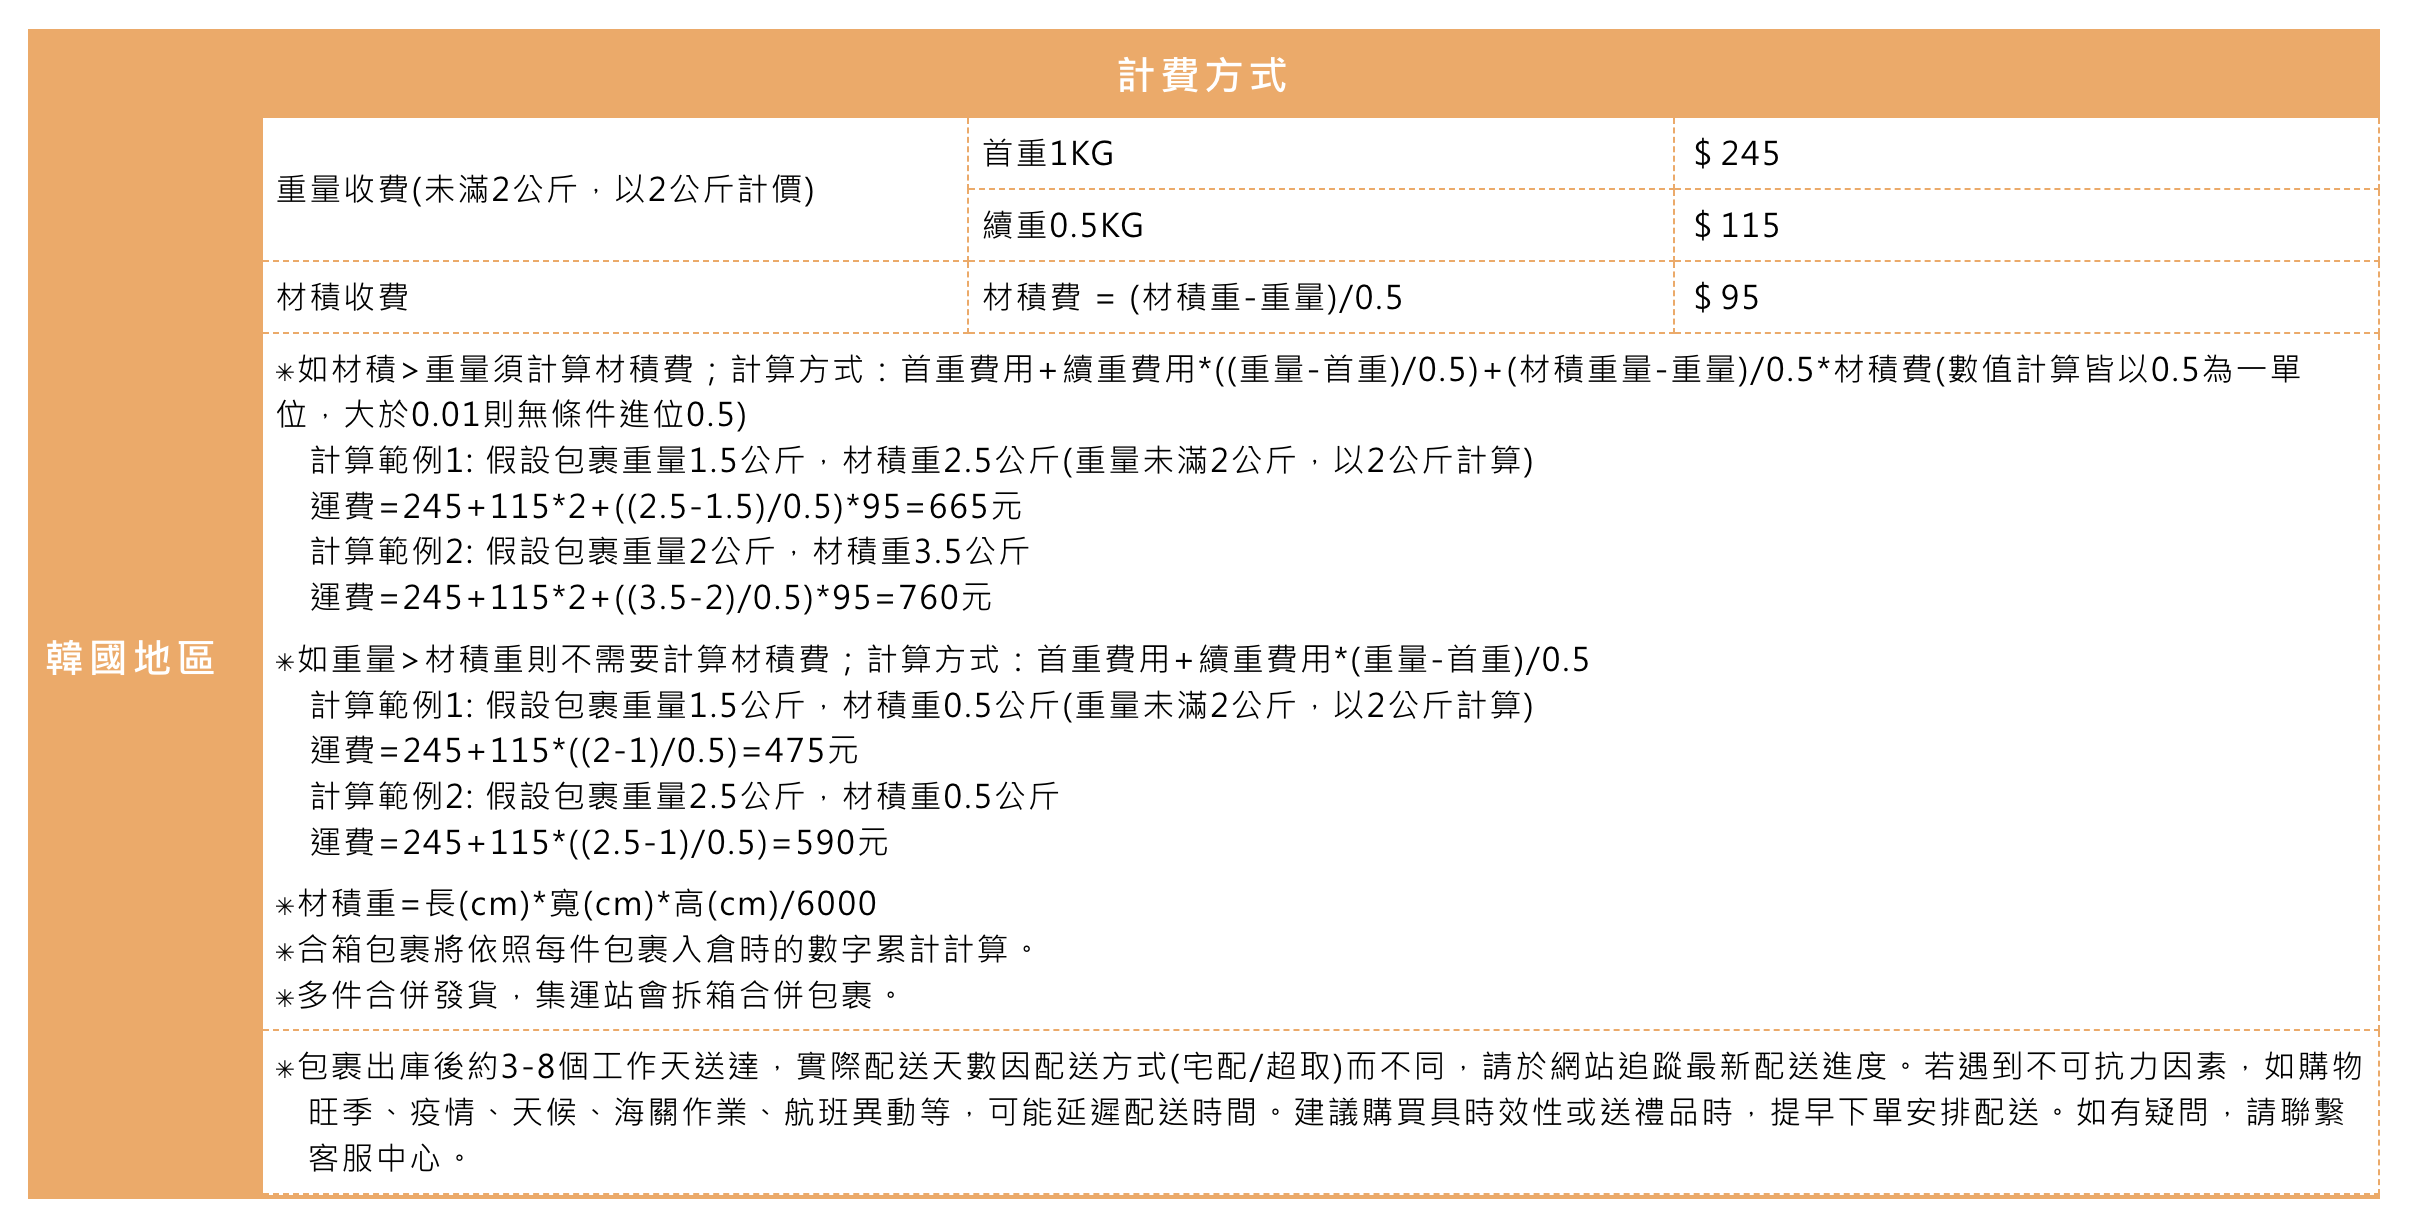 計費方式
韓國地區
重量收費(未滿2公斤，以2公斤計價)
首重1KG
$ 245
續重0.5KG
$ 115
材積收費
材積費 = (材積重-重量)/0.5
$ 95
✳如材積>重量須計算材積費；計算方式：首重費用+續重費用*((重量-首重)/0.5)+(材積重量-重量)/0.5*材積費(數值計算皆以0.5為一單
位，大於0.01則無條件進位0.5)
計算範例1: 假設包裹重量1.5公斤，材積重2.5公斤(重量未滿2公斤，以2公斤計算)
運費=245+115*2+((2.5-1.5)/0.5)*95=665元
計算範例2: 假設包裹重量2公斤，材積重3.5公斤
運費=245+115*2+((3.5-2)/0.5)*95=760元
✳如重量>材積重則不需要計算材積費；計算方式：首重費用+續重費用*(重量-首重)/0.5
計算範例1: 假設包裹重量1.5公斤，材積重0.5公斤(重量未滿2公斤，以2公斤計算)
運費=245+115*((2-1)/0.5)=475元
計算範例2: 假設包裹重量2.5公斤，材積重0.5公斤
運費=245+115*((2.5-1)/0.5)=590元
✳材積重=長(cm)*寬(cm)*高(cm)/6000
✳合箱包裹將依照每件包裹入倉時的數字累計計算。
✳多件合併發貨，集運站會拆箱合併包裹。
✳包裹出庫後約3-8個工作天送達，實際配送天數因配送方式(宅配/超取)而不同，請於網站追蹤最新配送進度。若遇到不可抗力因素，如購物
旺季、疫情、天候、海關作業、航班異動等，可能延遲配送時間。建議購買具時效性或送禮品時，提早下單安排配送。如有疑問，請聯繫
客服中心。